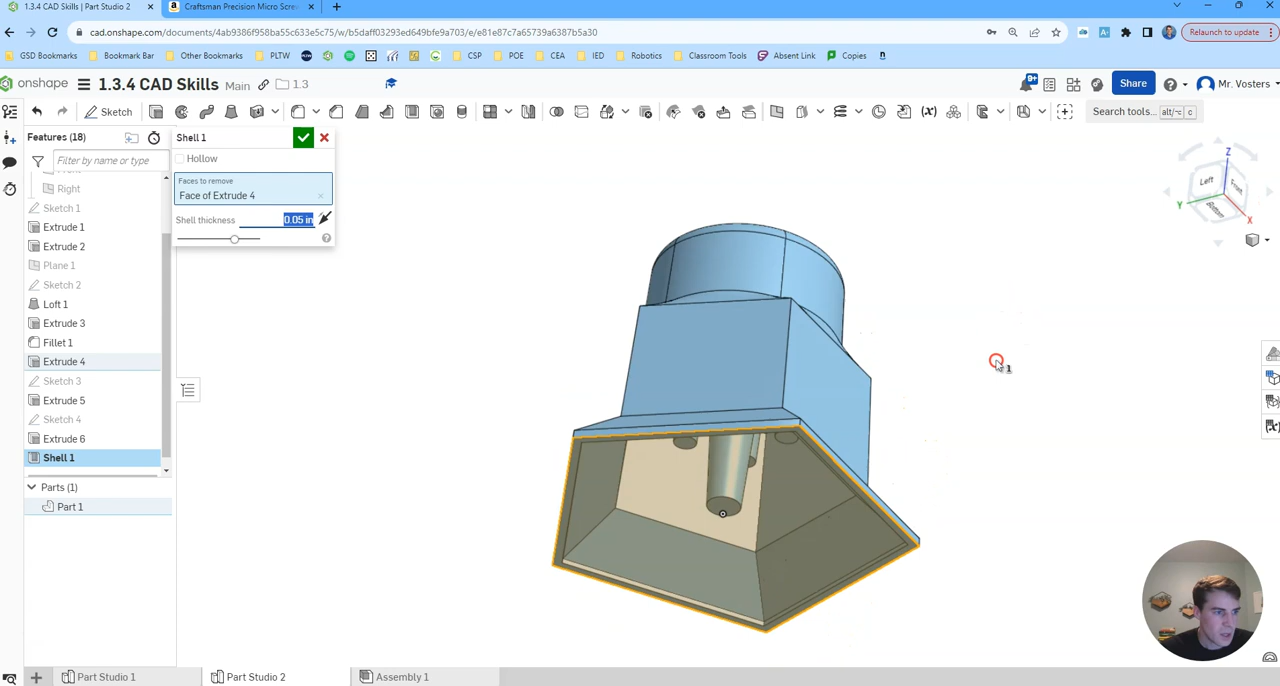 1.3.4 CAD Skills | Part Studio 2
Craftsman Precision Micro Scre
cad.onshape.com/documents/4ab9386f958ba55c633e5c75/w/b5daff03293ed649bfe9a703/e/e81e87c7a65739a6387b5a30
Relaunch to update
GSD Bookmarks
Bookmark Bar
Other Bookmarks
PLTW
CSP
POE
CEA
IED
Robotics
Classroom Tools
Absent Link
Copies
onshape
1.3.4 CAD Skills
Main
1.3
9+
Share
Mr. Vosters
Sketch
Search tools...
alt/⌥ c
Features (18)
Filter by name or type
Right
Sketch 1
Extrude 1
Extrude 2
Plane 1
Sketch 2
Loft 1
Extrude 3
Fillet 1
Extrude 4
Sketch 3
Extrude 5
Sketch 4
Extrude 6
Shell 1
Parts (1)
Part 1
Shell 1
Hollow
Faces to remove
Face of Extrude 4
Shell thickness
0.05 in
1
Z
Left
Front
Bottom
Y
X
Part Studio 1
Part Studio 2
Assembly 1